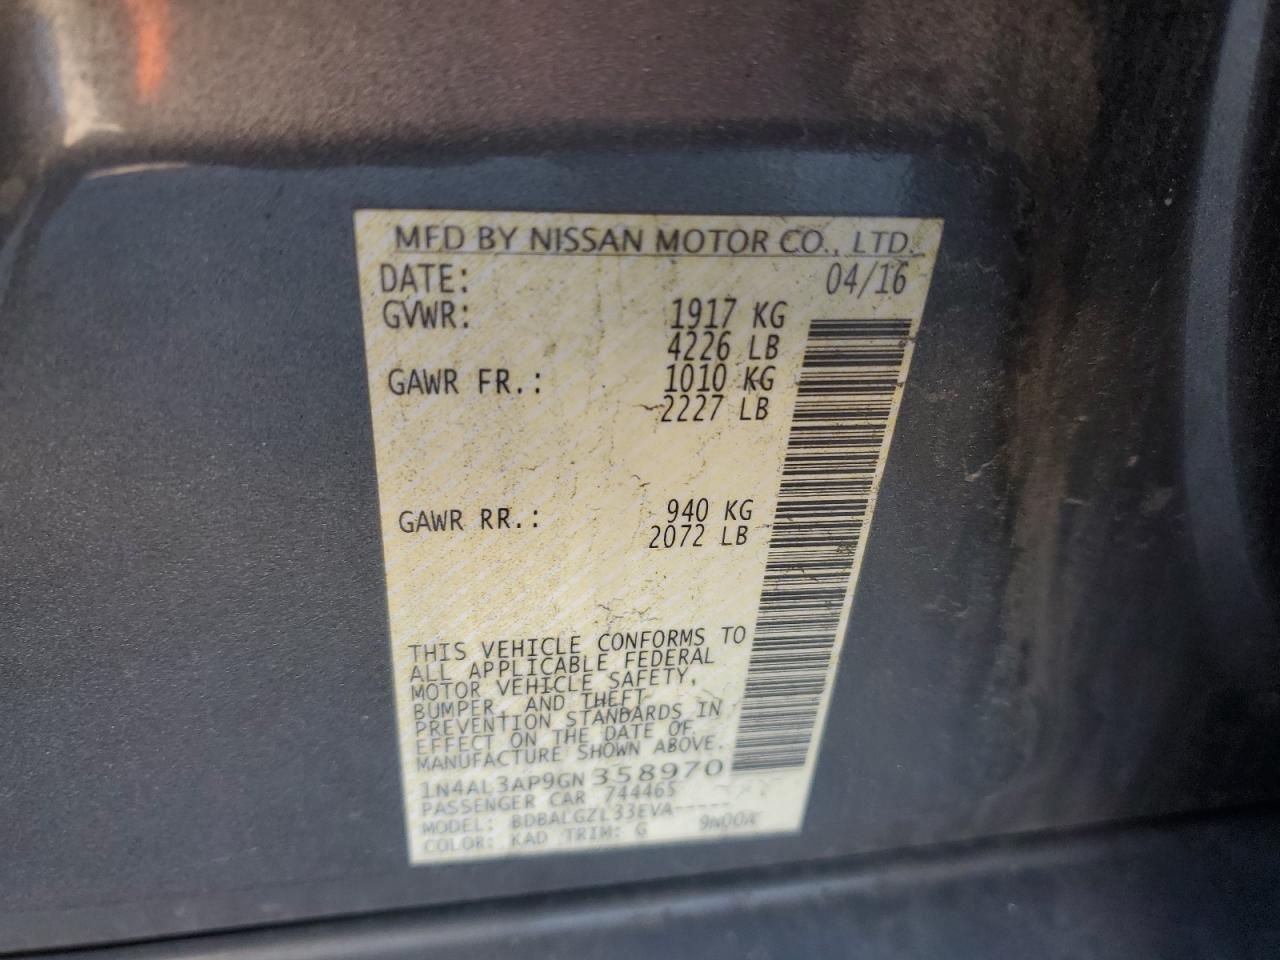 MFD BY NISSAN MOTOR CO., LTD.
DATE: 04/16
GVWR: 1917 KG
4226 LB
GAWR FR.: 1010 KG
2227 LB
GAWR RR.: 940 KG
2072 LB
THIS VEHICLE CONFORMS TO
ALL APPLICABLE FEDERAL
MOTOR VEHICLE SAFETY,
BUMPER, AND THEFT
PREVENTION STANDARDS IN
EFFECT ON THE DATE OF
MANUFACTURE SHOWN ABOVE.
1N4AL3AP9GN358970
PASSENGER CAR 744465
MODEL: BDBALGZL33EVA-----
COLOR: KAD TRIM: G